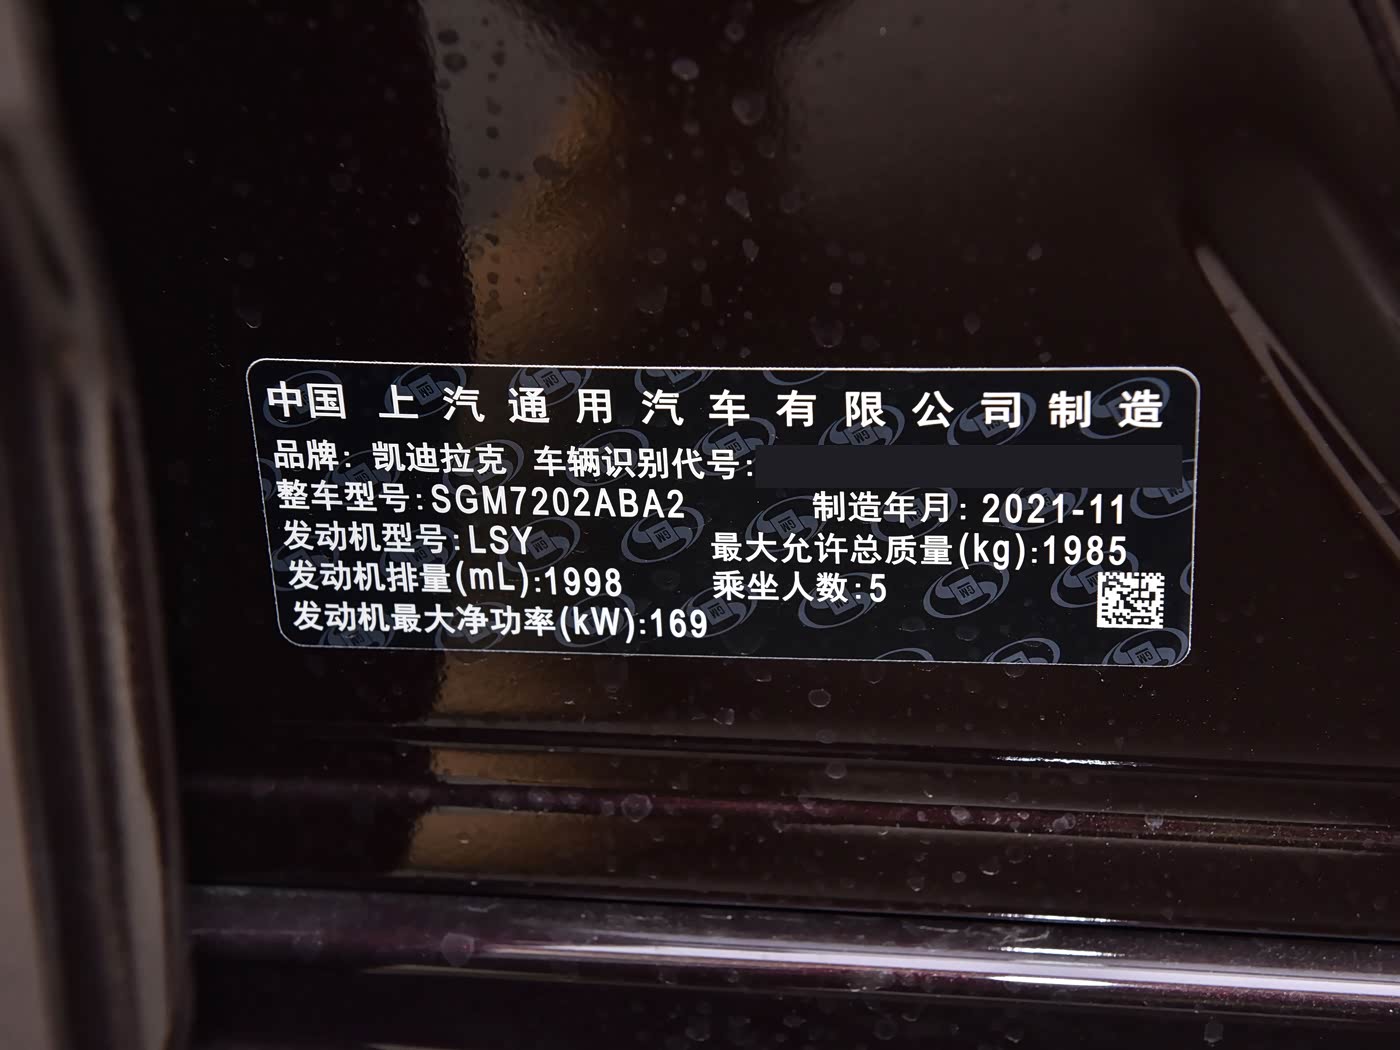 中国 上汽通用汽车有限公司制造
品牌: 凯迪拉克 车辆识别代号:
整车型号:SGM7202ABA2 制造年月: 2021-11
发动机型号:LSY 最大允许总质量(kg):1985
发动机排量(mL):1998 乘坐人数:5
发动机最大净功率(kW):169